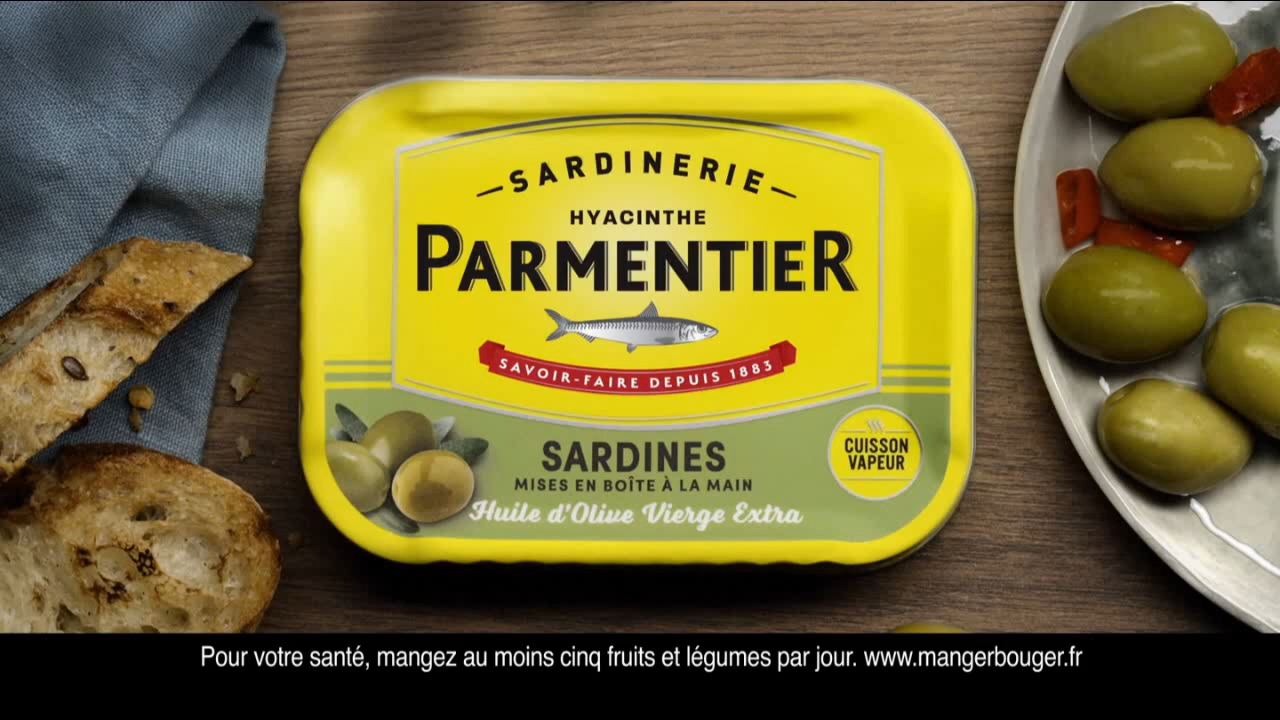 SARDINERIE
HYACINTHE
PARMENTIER
SAVOIR-FAIRE DEPUIS 1883
SARDINES
MISES EN BOÎTE À LA MAIN
Huile d'Olive Vierge Extra
CUISSON
VAPEUR
Pour votre santé, mangez au moins cinq fruits et légumes par jour. www.mangerbouger.fr